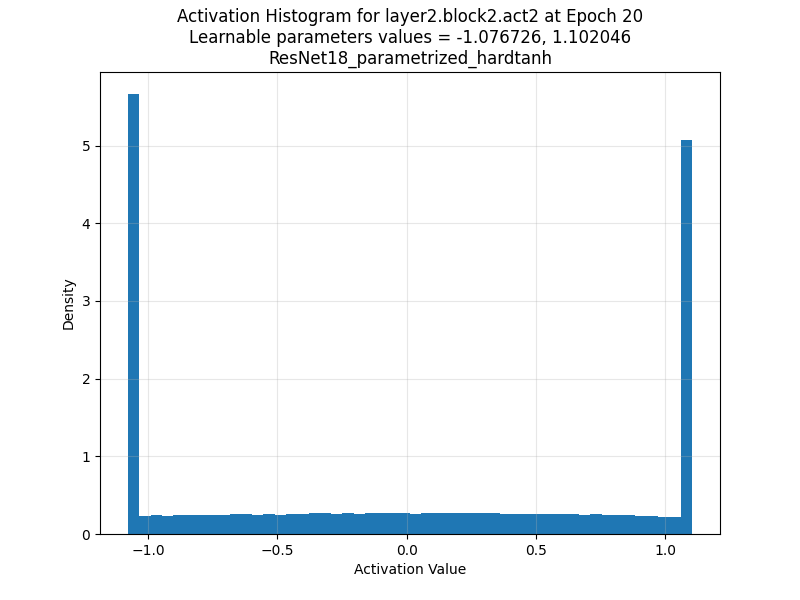 Activation Histogram for layer2.block2.act2 at Epoch 20
Learnable parameters values = -1.076726, 1.102046
ResNet18_parametrized_hardtanh
Density
5
4
3
2
1
0
−1.0
−0.5
0.0
0.5
1.0
Activation Value